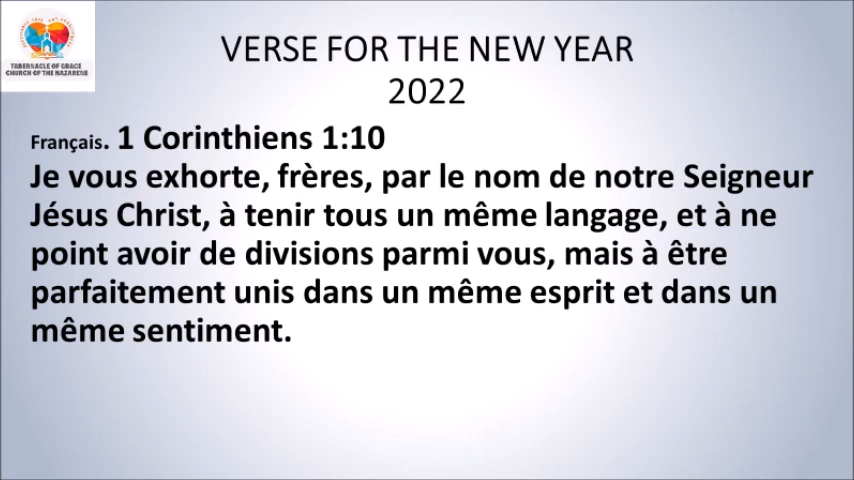 TABERNACLE OF GRACE
CHURCH OF THE NAZARENE
VERSE FOR THE NEW YEAR
2022
Français. 1 Corinthiens 1:10
Je vous exhorte, frères, par le nom de notre Seigneur
Jésus Christ, à tenir tous un même langage, et à ne
point avoir de divisions parmi vous, mais à être
parfaitement unis dans un même esprit et dans un
même sentiment.